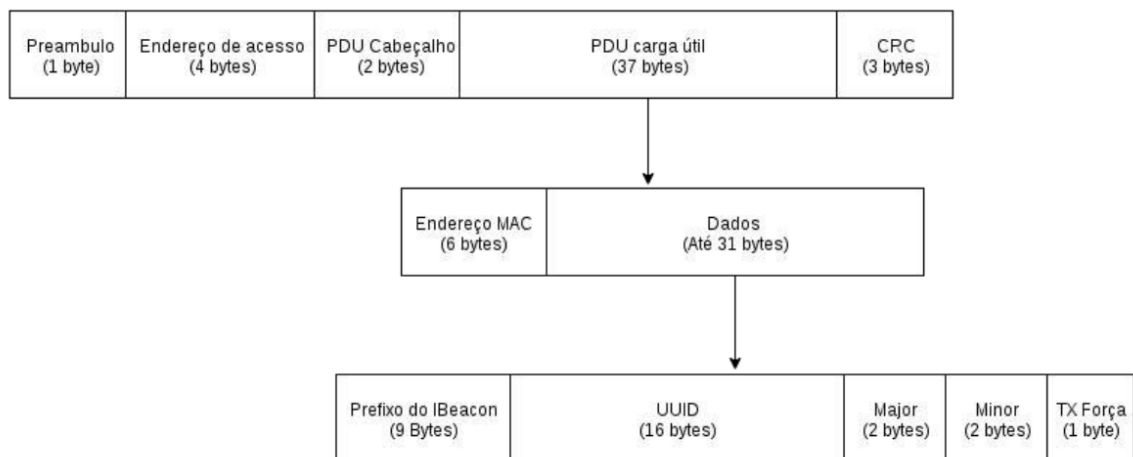 Preambulo
(1 byte)
Endereço de acesso
(4 bytes)
PDU Cabeçalho
(2 bytes)
PDU carga útil
(37 bytes)
CRC
(3 bytes)
Endereço MAC
(6 bytes)
Dados
(Até 31 bytes)
Prefixo do IBeacon
(9 Bytes)
UUID
(16 bytes)
Major
(2 bytes)
Minor
(2 bytes)
TX Força
(1 byte)